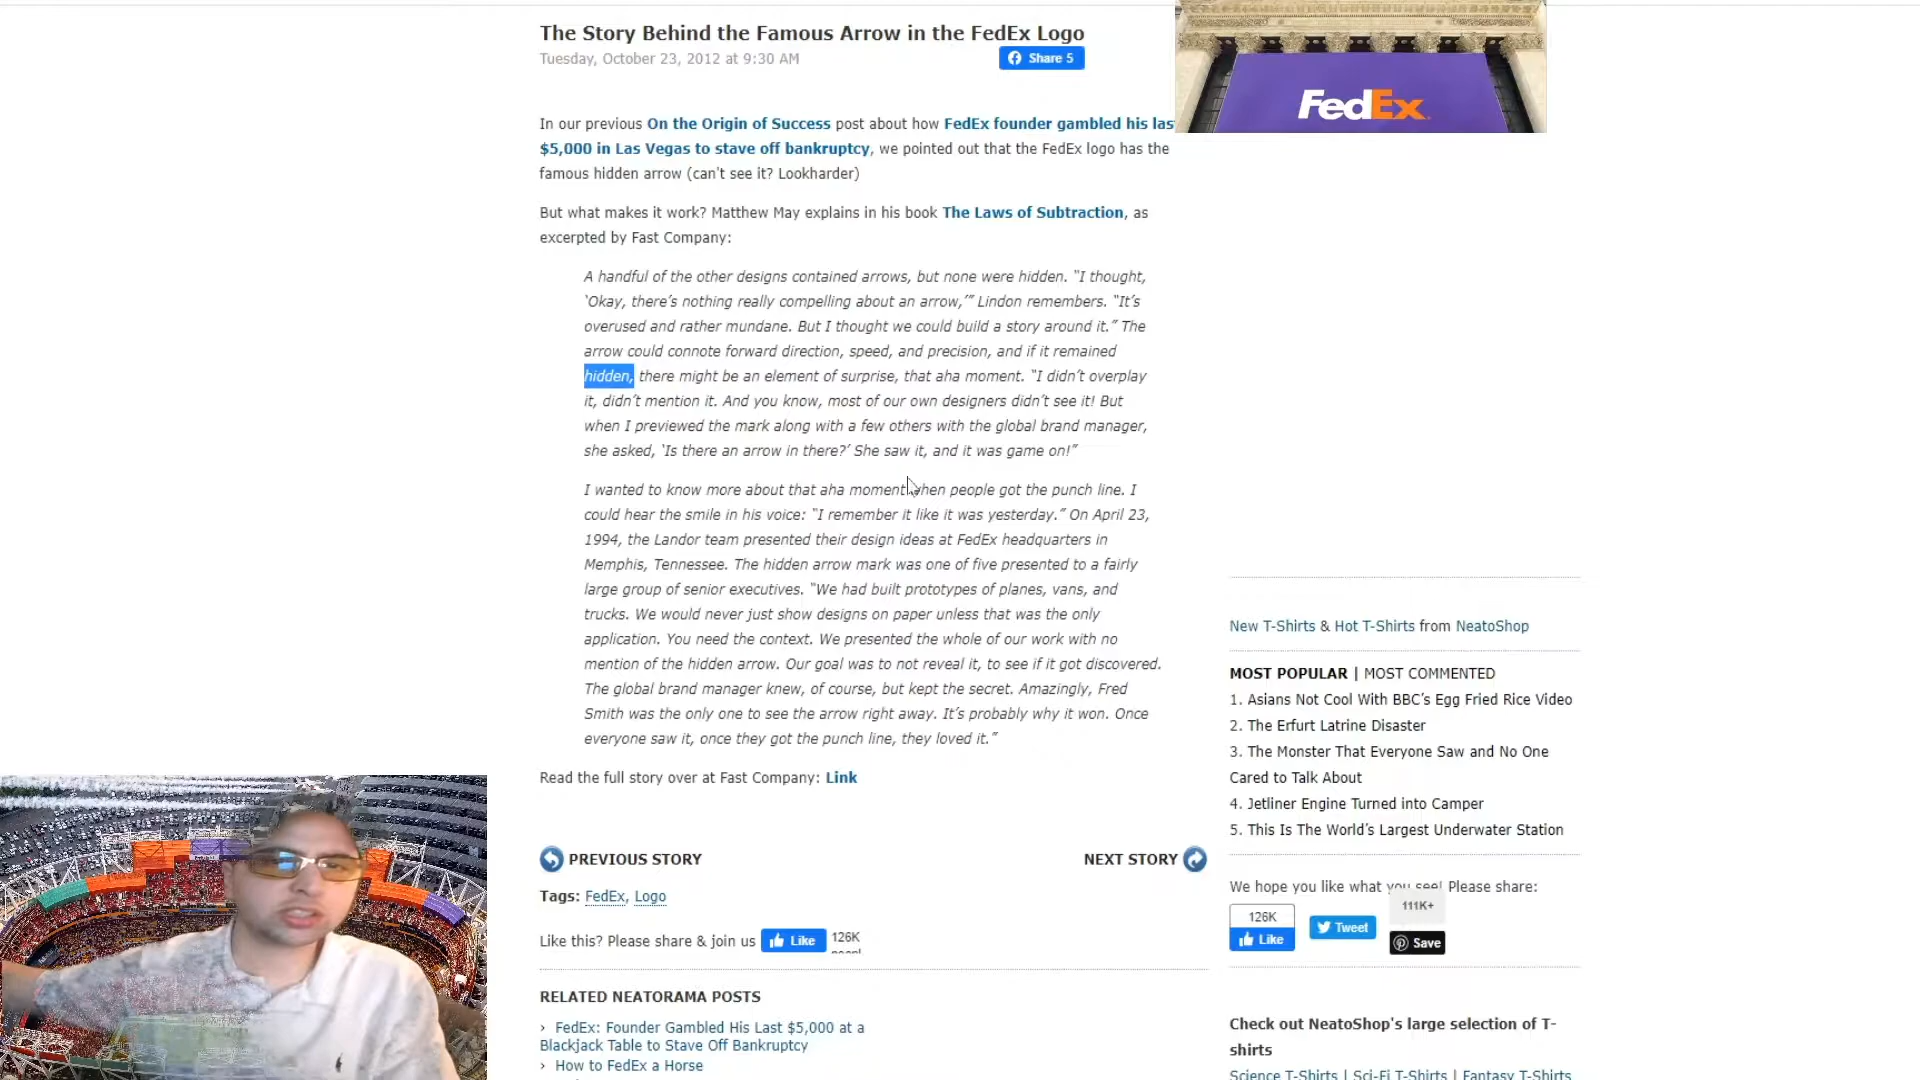 The Story Behind the Famous Arrow in the FedEx Logo
Tuesday, October 23, 2012 at 9:30 AM
Share 5
FedEx
In our previous On the Origin of Success post about how FedEx founder gambled his las
$5,000 in Las Vegas to stave off bankruptcy, we pointed out that the FedEx logo has the
famous hidden arrow (can't see it? Lookharder)
But what makes it work? Matthew May explains in his book The Laws of Subtraction, as
excerpted by Fast Company:
A handful of the other designs contained arrows, but none were hidden. “I thought,
‘Okay, there’s nothing really compelling about an arrow,’” Lindon remembers. “It’s
overused and rather mundane. But I thought we could build a story around it.” The
arrow could connote forward direction, speed, and precision, and if it remained
hidden, there might be an element of surprise, that aha moment. “I didn’t overplay
it, didn’t mention it. And you know, most of our own designers didn’t see it! But
when I previewed the mark along with a few others with the global brand manager,
she asked, ‘Is there an arrow in there?’ She saw it, and it was game on!”
I wanted to know more about that aha moment when people got the punch line. I
could hear the smile in his voice: “I remember it like it was yesterday.” On April 23,
1994, the Landor team presented their design ideas at FedEx headquarters in
Memphis, Tennessee. The hidden arrow mark was one of five presented to a fairly
large group of senior executives. “We had built prototypes of planes, vans, and
trucks. We would never just show designs on paper unless that was the only
application. You need the context. We presented the whole of our work with no
mention of the hidden arrow. Our goal was to not reveal it, to see if it got discovered.
The global brand manager knew, of course, but kept the secret. Amazingly, Fred
Smith was the only one to see the arrow right away. It’s probably why it won. Once
everyone saw it, once they got the punch line, they loved it.”
Read the full story over at Fast Company: Link
PREVIOUS STORY
NEXT STORY
Tags: FedEx, Logo
Like this? Please share & join us
Like
126K
RELATED NEATORAMA POSTS
› FedEx: Founder Gambled His Last $5,000 at a
Blackjack Table to Stave Off Bankruptcy
› How to FedEx a Horse
New T-Shirts & Hot T-Shirts from NeatoShop
MOST POPULAR | MOST COMMENTED
1. Asians Not Cool With BBC’s Egg Fried Rice Video
2. The Erfurt Latrine Disaster
3. The Monster That Everyone Saw and No One
Cared to Talk About
4. Jetliner Engine Turned into Camper
5. This Is The World’s Largest Underwater Station
We hope you like what you see! Please share:
126K
Like
Tweet
111K+
Save
Check out NeatoShop's large selection of T-
shirts
Science T-Shirts | Sci-Fi T-Shirts | Fantasy T-Shirts